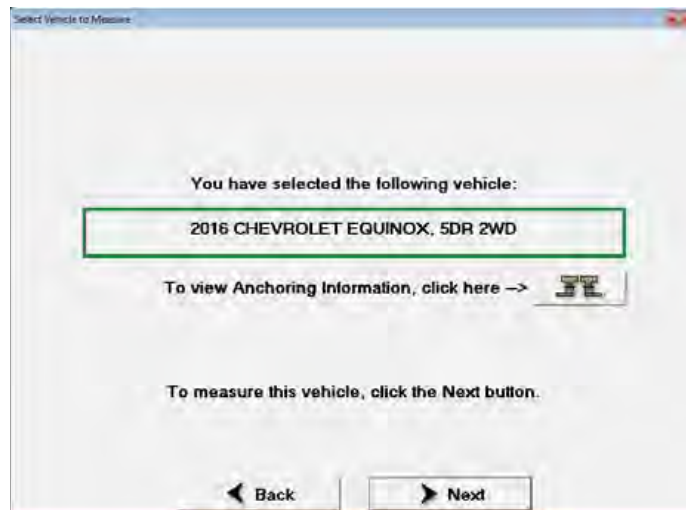 Select Vehicle to Measure
You have selected the following vehicle:
2016 CHEVROLET EQUINOX, 5DR 2WD
To view Anchoring Information, click here -->
To measure this vehicle, click the Next button.
Back
Next